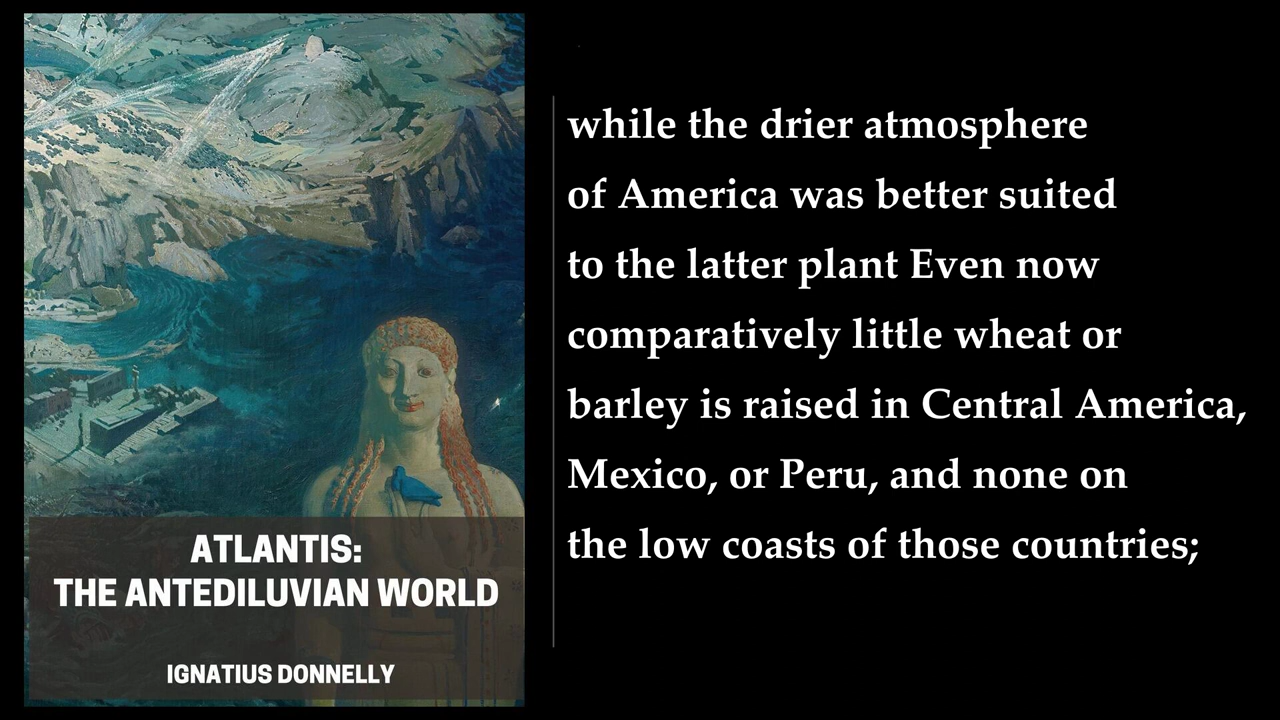 ATLANTIS:
THE ANTEDILUVIAN WORLD
IGNATIUS DONNELLY
while the drier atmosphere
of America was better suited
to the latter plant Even now
comparatively little wheat or
barley is raised in Central America,
Mexico, or Peru, and none on
the low coasts of those countries;